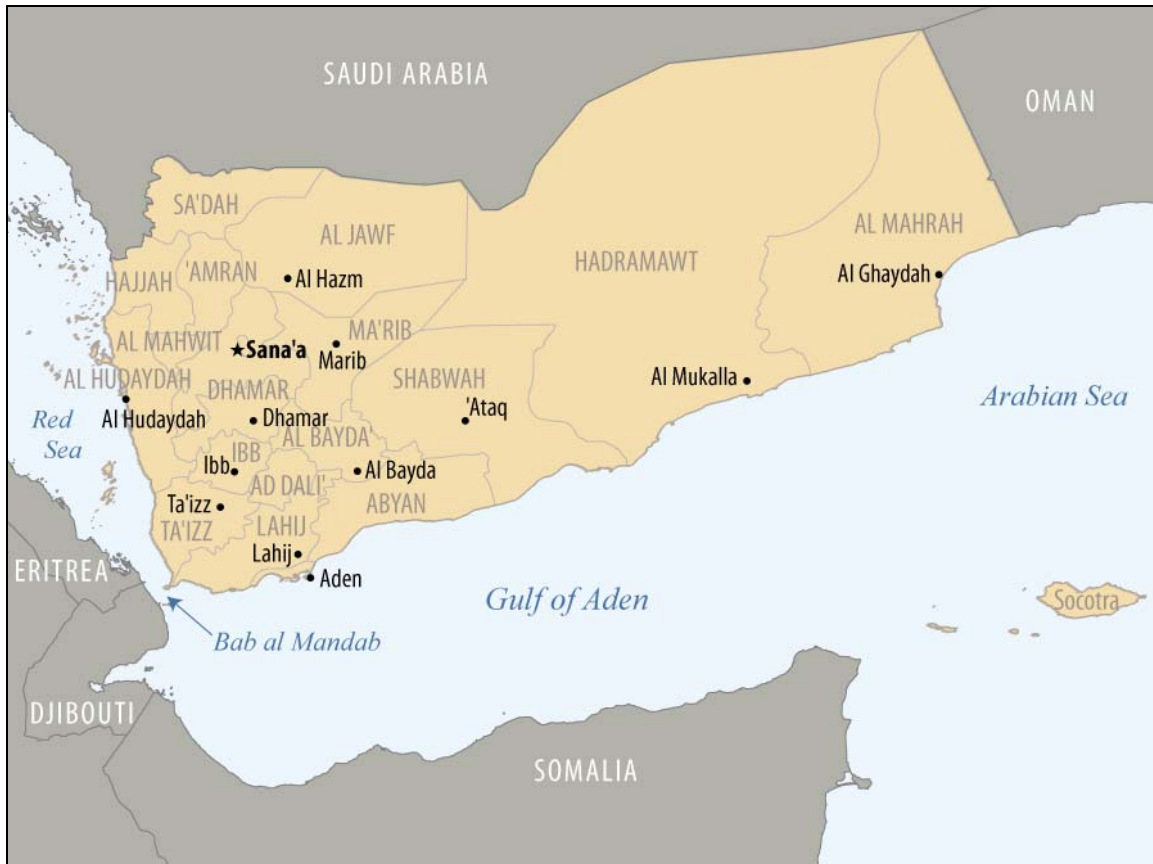 SAUDI ARABIA
OMAN
SA'DAH
AL JAWF
AL MAHRAH
HADRAMAWT
'AMRAN
HAJJAH
Al Hazm
Al Ghaydah
MA'RIB
AL MAHWIT
Sana'a
Marib
AL HUDAYDAH
SHABWAH
Al Mukalla
DHAMAR
Arabian Sea
'Ataq
Red
Sea
Al Hudaydah
Dhamar
AL BAYDA'
IBB
Ibb
Al Bayda
AD DALI'
ABYAN
Ta'izz
TA'IZZ
LAHIJ
Lahij
ERITREA
Aden
Gulf of Aden
Socotra
Bab al Mandab
DJIBOUTI
SOMALIA